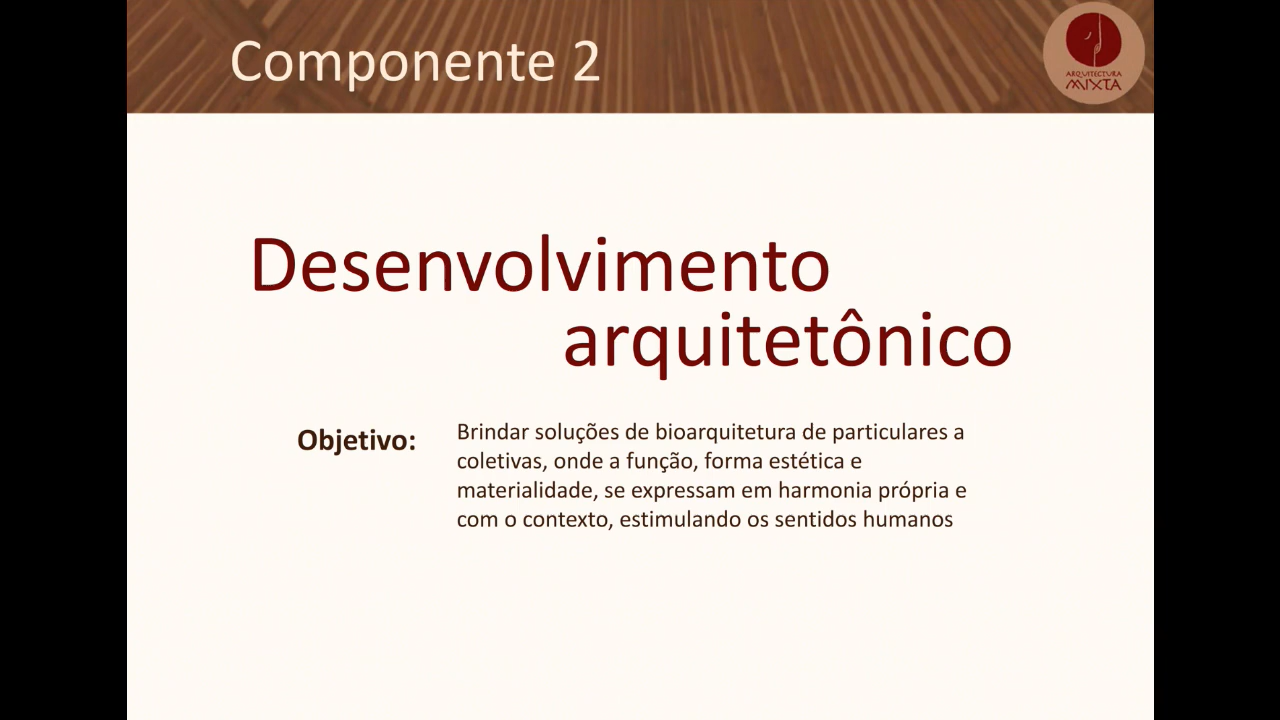 Componente 2
ARQUITECTURA
MIXTA
Desenvolvimento
arquitetônico
Objetivo:
Brindar soluções de bioarquitetura de particulares a
coletivas, onde a função, forma estética e
materialidade, se expressam em harmonia própria e
com o contexto, estimulando os sentidos humanos